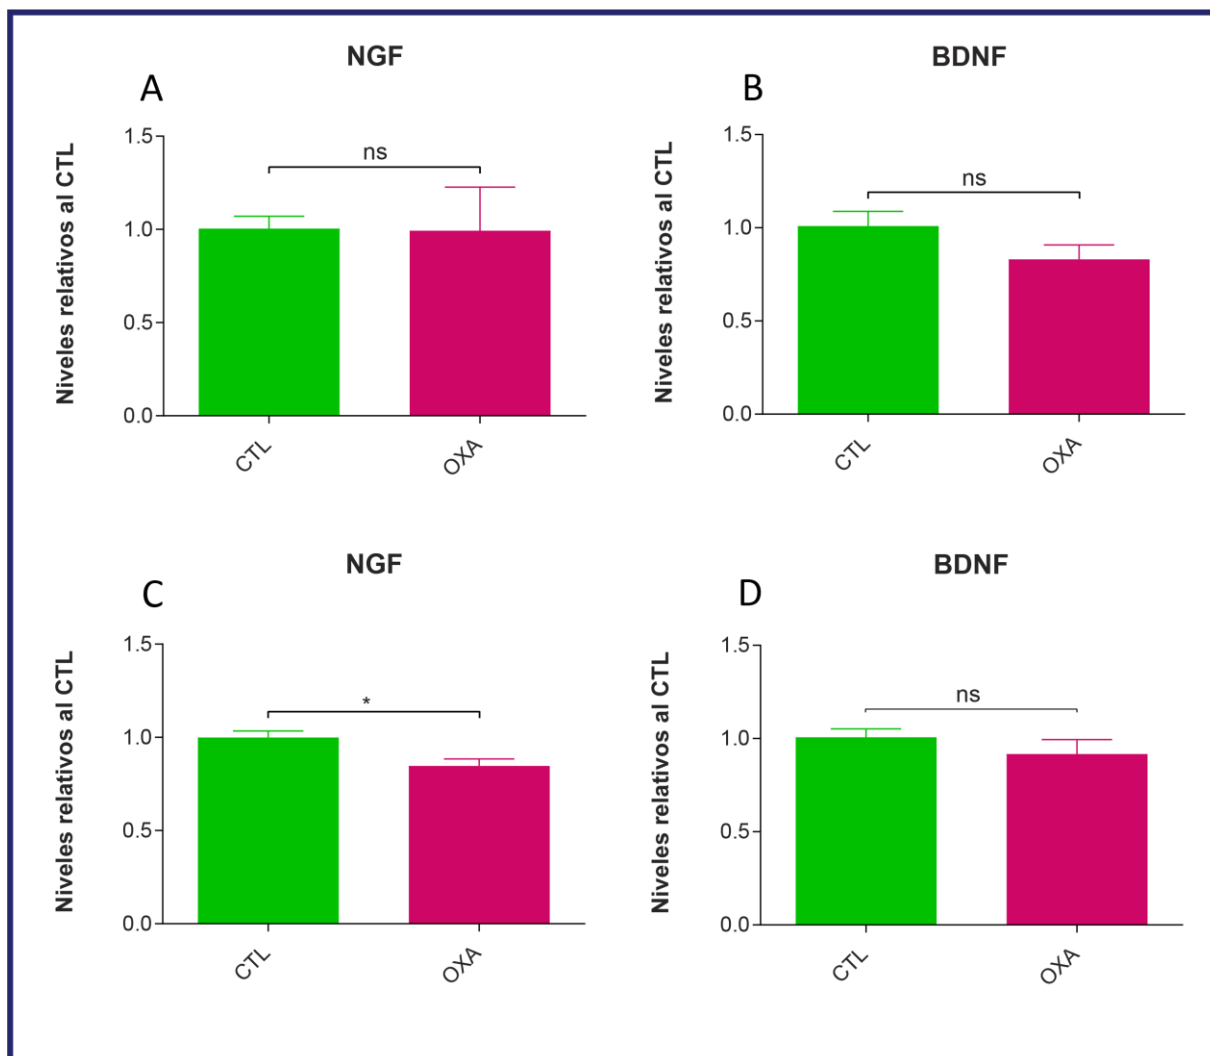 NGF
A
Niveles relativos al CTL
1.5
1.0
0.5
0.0
ns
CTL
OXA
BDNF
B
Niveles relativos al CTL
1.5
1.0
0.5
0.0
ns
CTL
OXA
NGF
C
Niveles relativos al CTL
1.5
1.0
0.5
0.0
*
CTL
OXA
BDNF
D
Niveles relativos al CTL
1.5
1.0
0.5
0.0
ns
CTL
OXA